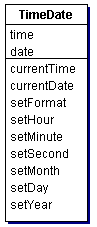 TimeDate
time
date
currentTime
currentDate
setFormat
setHour
setMinute
setSecond
setMonth
setDay
setYear